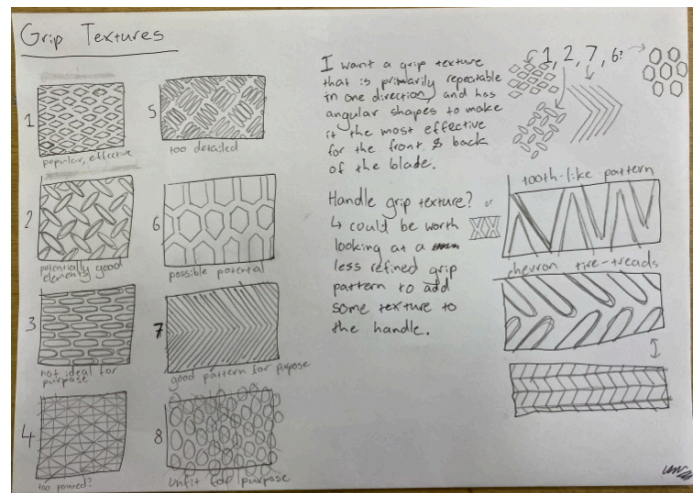 Grip Textures
1
popular, effective
2
potentially good
elements
3
not ideal for
purpose
4
too pointed?
5
too detailed
6
possible potential
7
good pattern for purpose
8
Unfit for purpose
I want a grip texture
that is primarily repeatable
in one direction, and has
angular shapes to make
it the most effective
for the front & back
of the blade.
1, 2, 7, 6?
Handle grip texture? or
↳ could be worth
looking at a
less refined grip
pattern to add
some texture to
the handle.
tooth-like pattern
chevron tire-treads